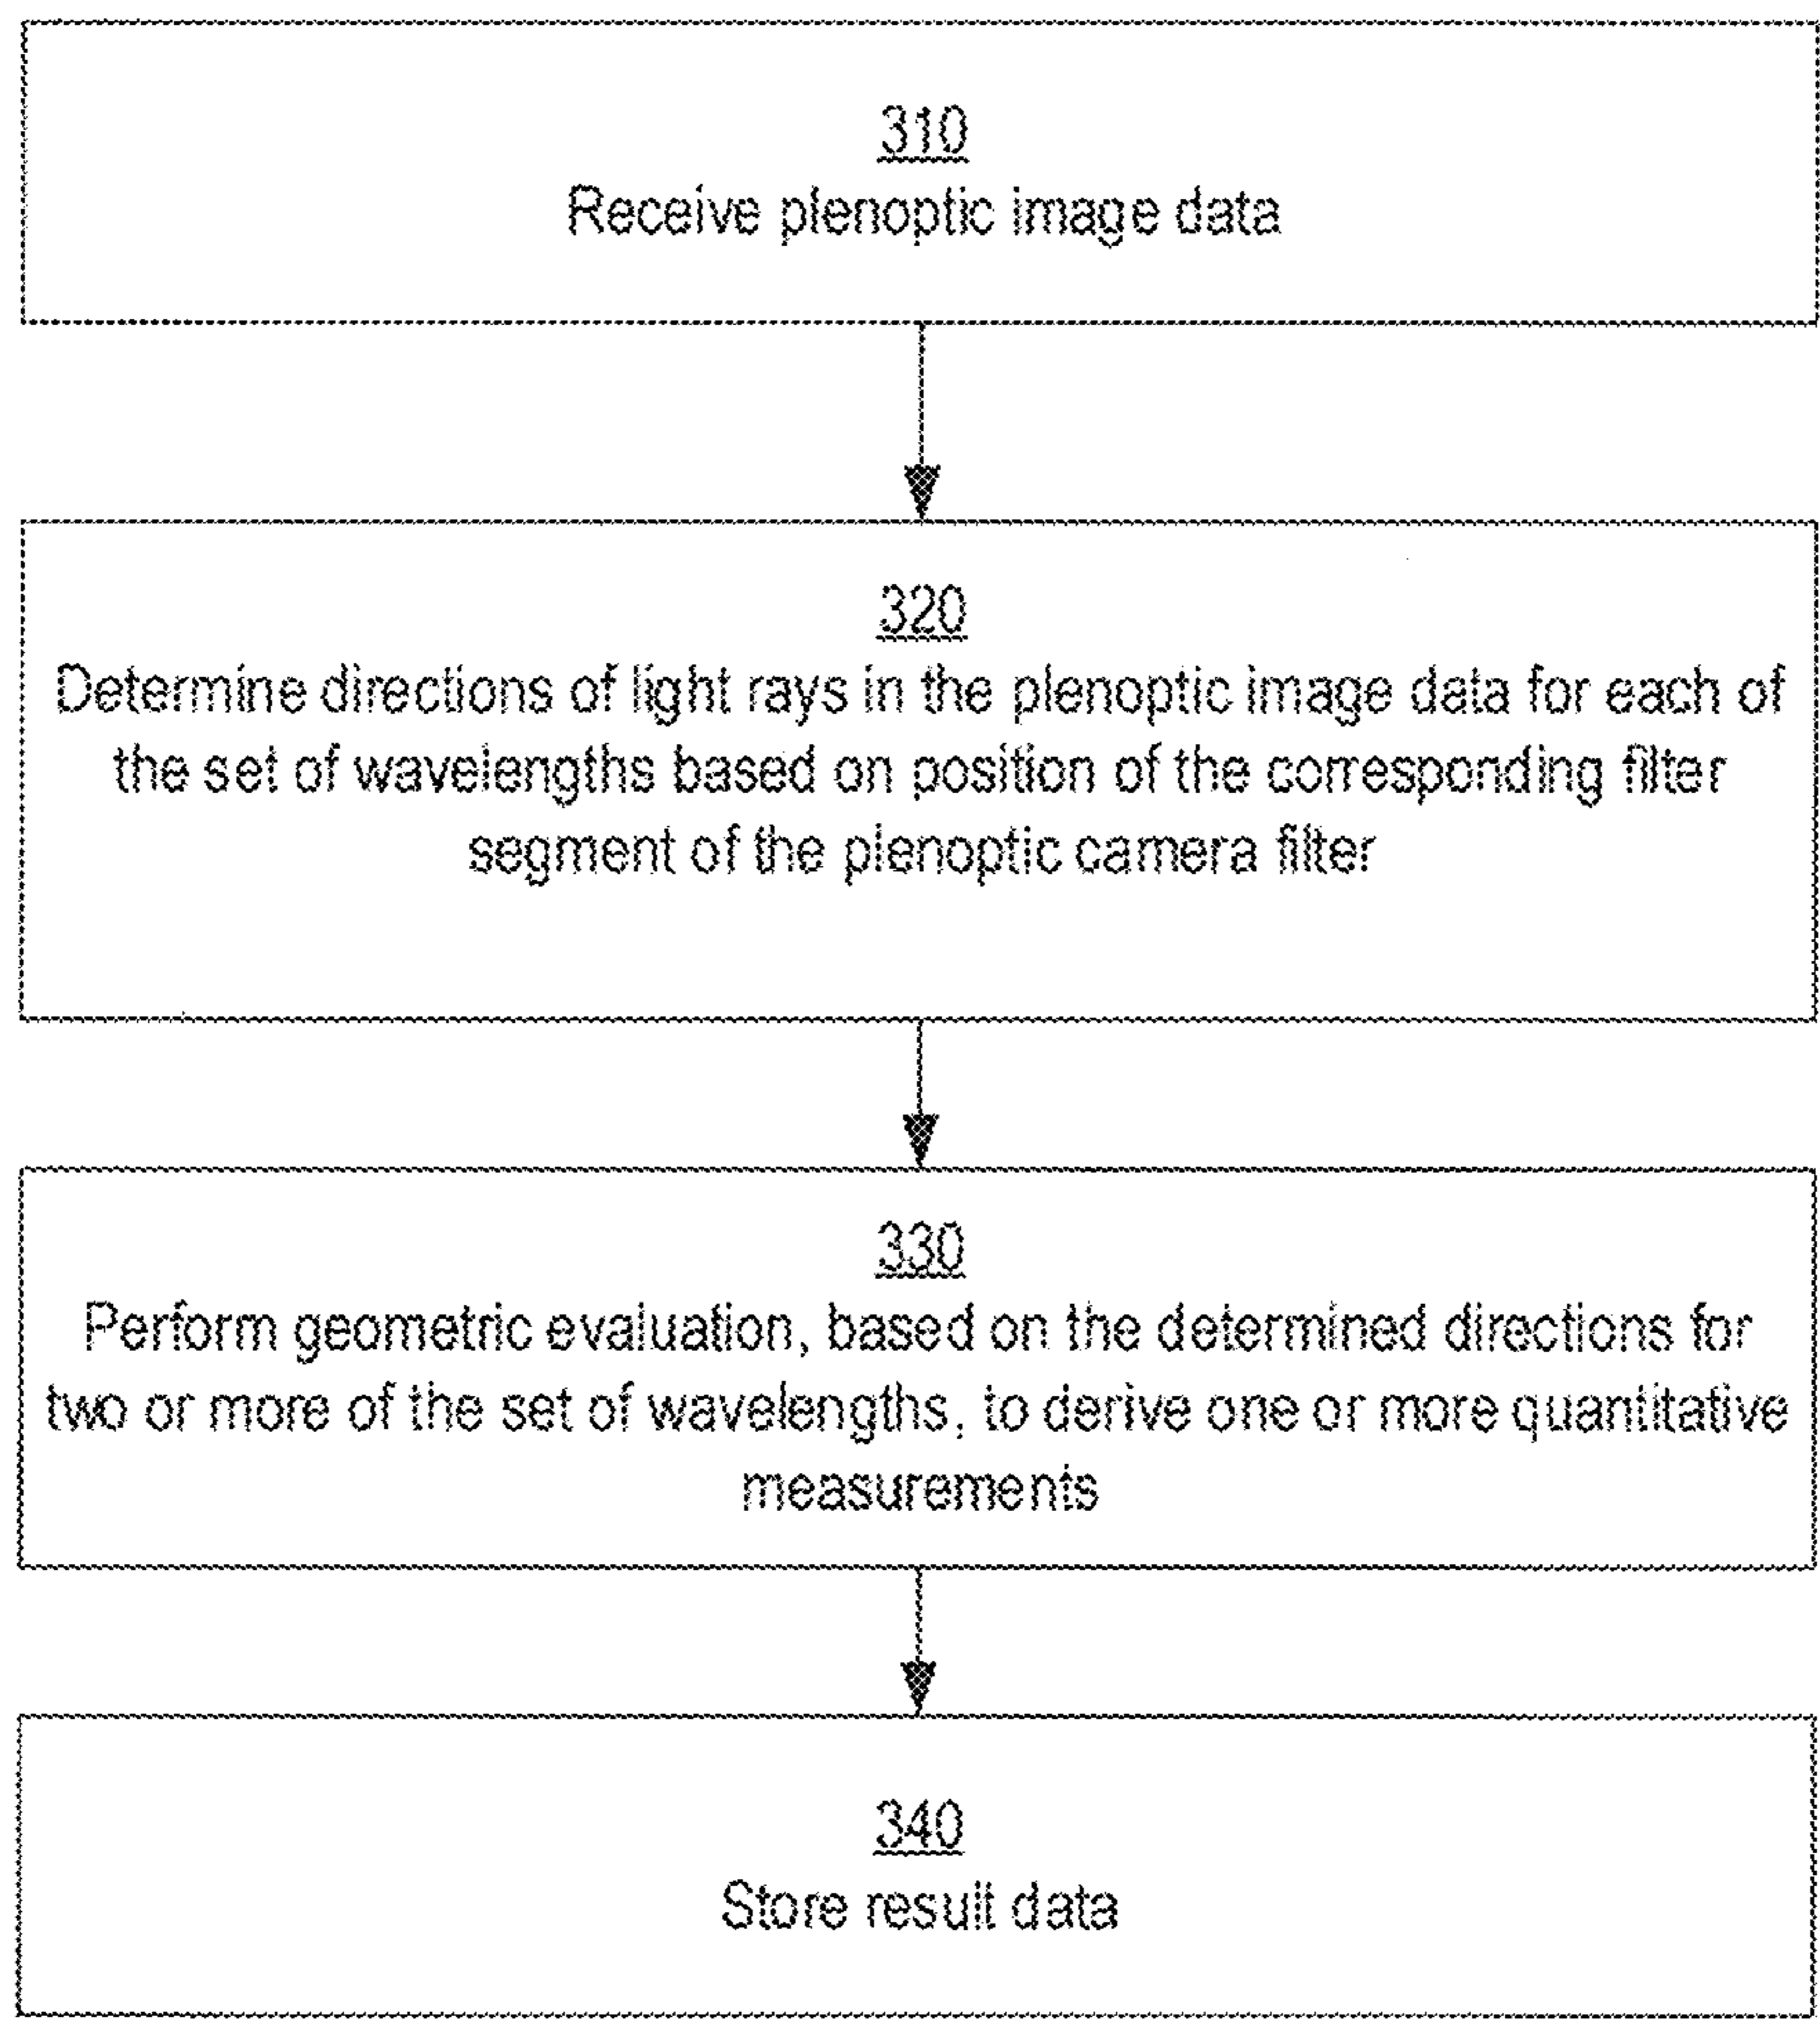 310
Receive plenoptic image data
320
Determine directions of light rays in the plenoptic image data for each of
the set of wavelengths based on position of the corresponding filter
segment of the plenoptic camera filter
330
Perform geometric evaluation, based on the determined directions for
two or more of the set of wavelengths, to derive one or more quantitative
measurements
340
Store result data